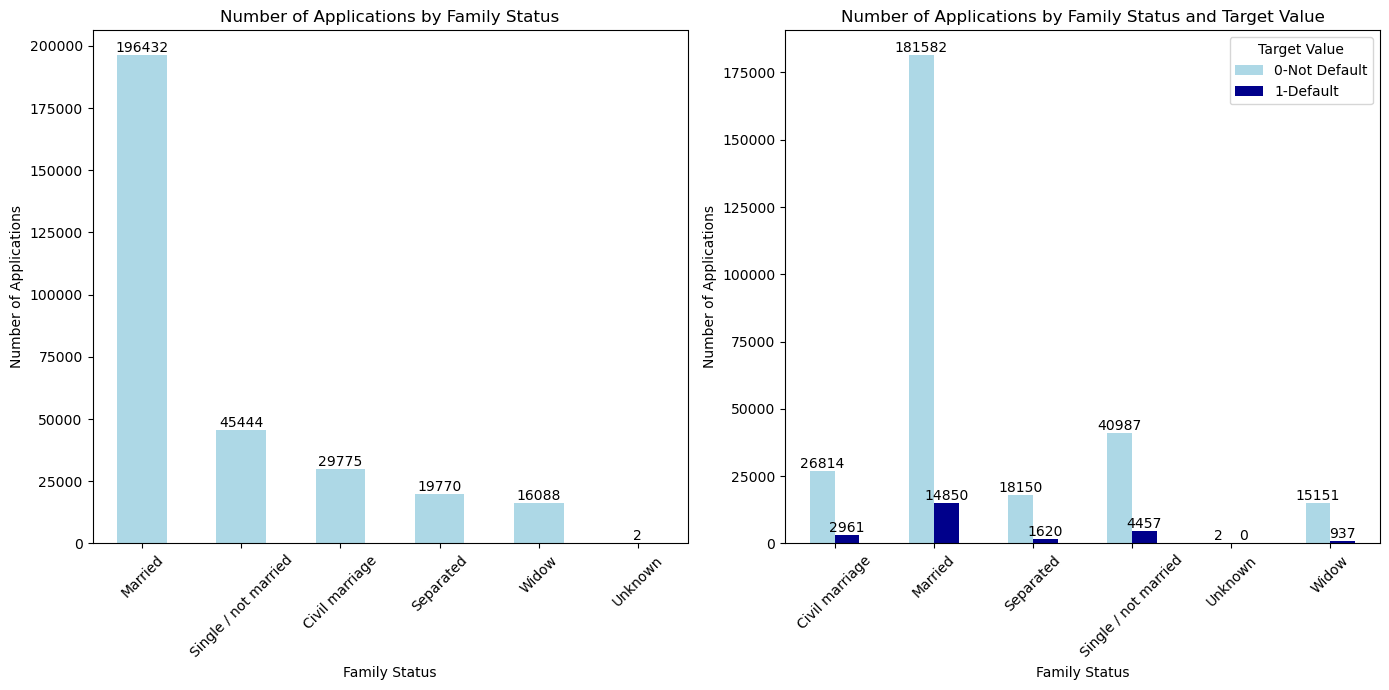 Number of Applications by Family Status
Number of Applications
200000
175000
150000
125000
100000
75000
50000
25000
0
196432
45444
29775
19770
16088
2
Married
Single / not married
Civil marriage
Separated
Widow
Unknown
Family Status
Number of Applications by Family Status and Target Value
Number of Applications
175000
150000
125000
100000
75000
50000
25000
0
Target Value
0-Not Default
1-Default
26814
2961
181582
14850
18150
1620
40987
4457
2
0
15151
937
Civil marriage
Married
Separated
Single / not married
Unknown
Widow
Family Status